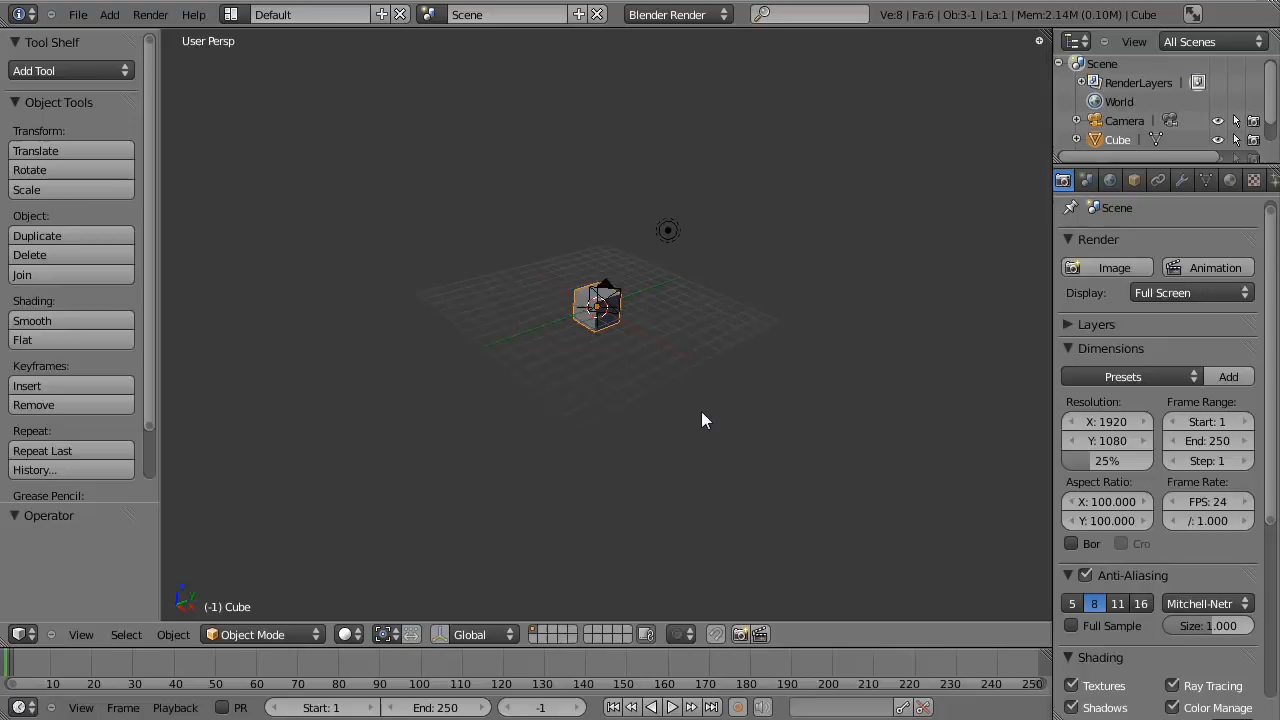 File Add Render Help Default Scene Blender Render Ve:8 | Fa:6 | Ob:3-1 | La:1 | Mem:2.14M (0.10M) | Cube
Tool Shelf
Add Tool
Object Tools
Transform:
Translate
Rotate
Scale
Object:
Duplicate
Delete
Join
Shading:
Smooth
Flat
Keyframes:
Insert
Remove
Repeat:
Repeat Last
History...
Grease Pencil:
Operator
User Persp
(-1) Cube
View Select Object Object Mode Global
10 20 30 40 50 60 70 80 90 100 110 120 130 140 150 160 170 180 190 200 210 220 230 240 250
View Frame Playback PR Start: 1 End: 250 -1
View All Scenes
Scene
RenderLayers |
World
Camera |
Cube |
Scene
Render
Image Animation
Display: Full Screen
Layers
Dimensions
Presets Add
Resolution: Frame Range:
X: 1920 Start: 1
Y: 1080 End: 250
25% Step: 1
Aspect Ratio: Frame Rate:
X: 100.000 FPS: 24
Y: 100.000 /: 1.000
Bor Cro
Anti-Aliasing
5 8 11 16 Mitchell-Netr
Full Sample Size: 1.000
Shading
Textures Ray Tracing
Shadows Color Manage